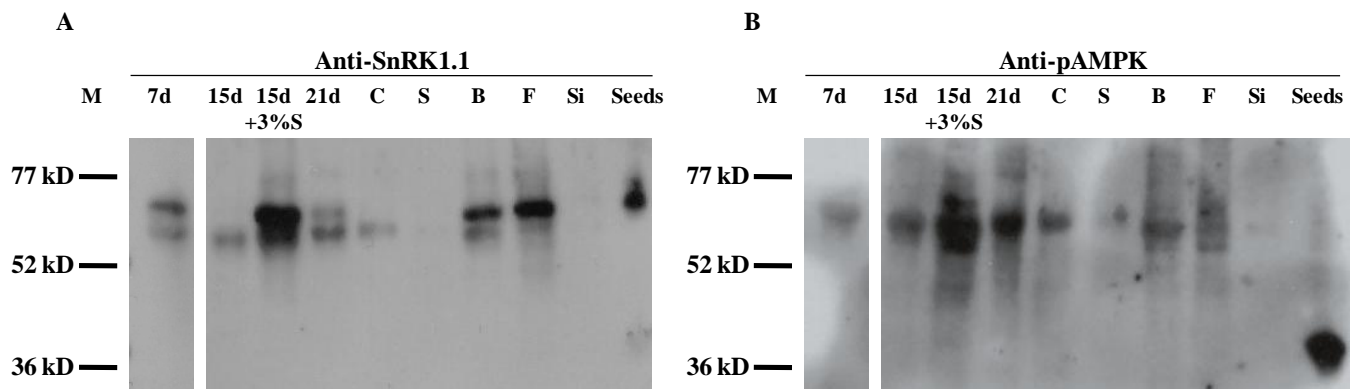 A
Anti-SnRK1.1
M 7d 15d 15d 21d C S B F Si Seeds
+3%S
77 kD
52 kD
36 kD
B
Anti-pAMPK
M 7d 15d 15d 21d C S B F Si Seeds
+3%S
77 kD
52 kD
36 kD